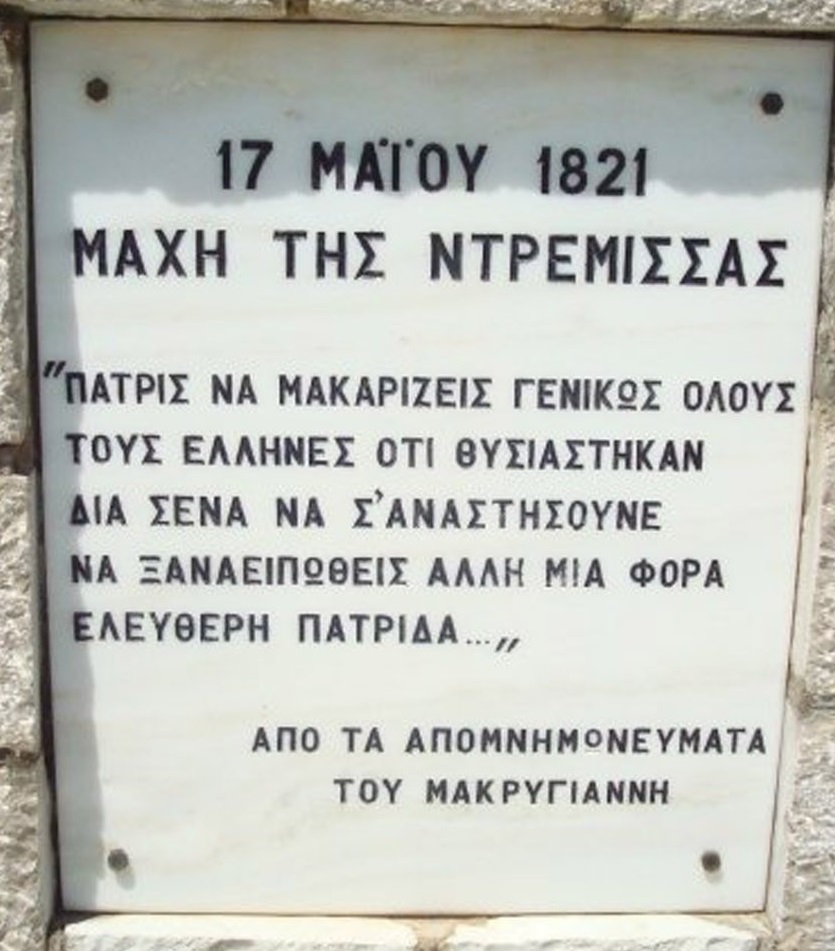 17 ΜΑΪΟΥ 1821
ΜΑΧΗ ΤΗΣ ΝΤΡΕΜΙΣΣΑΣ
"ΠΑΤΡΙΣ ΝΑ ΜΑΚΑΡΙΖΕΙΣ ΓΕΝΙΚΩΣ ΟΛΟΥΣ
ΤΟΥΣ ΕΛΛΗΝΕΣ ΟΤΙ ΘΥΣΙΑΣΤΗΚΑΝ
ΔΙΑ ΣΕΝΑ ΝΑ Σ'ΑΝΑΣΤΗΣΟΥΝΕ
ΝΑ ΞΑΝΑΕΙΠΩΘΕΙΣ ΑΛΛΗ ΜΙΑ ΦΟΡΑ
ΕΛΕΥΘΕΡΗ ΠΑΤΡΙΔΑ...„
ΑΠΟ ΤΑ ΑΠΟΜΝΗΜΟΝΕΥΜΑΤΑ
ΤΟΥ ΜΑΚΡΥΓΙΑΝΝΗ